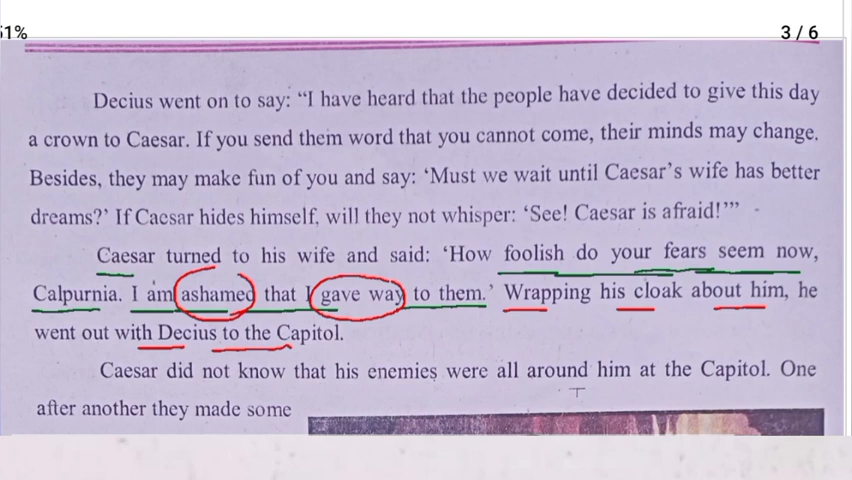 51%
3 / 6
Decius went on to say: “I have heard that the people have decided to give this day
a crown to Caesar. If you send them word that you cannot come, their minds may change.
Besides, they may make fun of you and say: ‘Must we wait until Caesar’s wife has better
dreams?’ If Caesar hides himself, will they not whisper: ‘See! Caesar is afraid!’”
Caesar turned to his wife and said: ‘How foolish do your fears seem now,
Calpurnia. I am ashamed that I gave way to them.’ Wrapping his cloak about him, he
went out with Decius to the Capitol.
Caesar did not know that his enemies were all around him at the Capitol. One
after another they made some